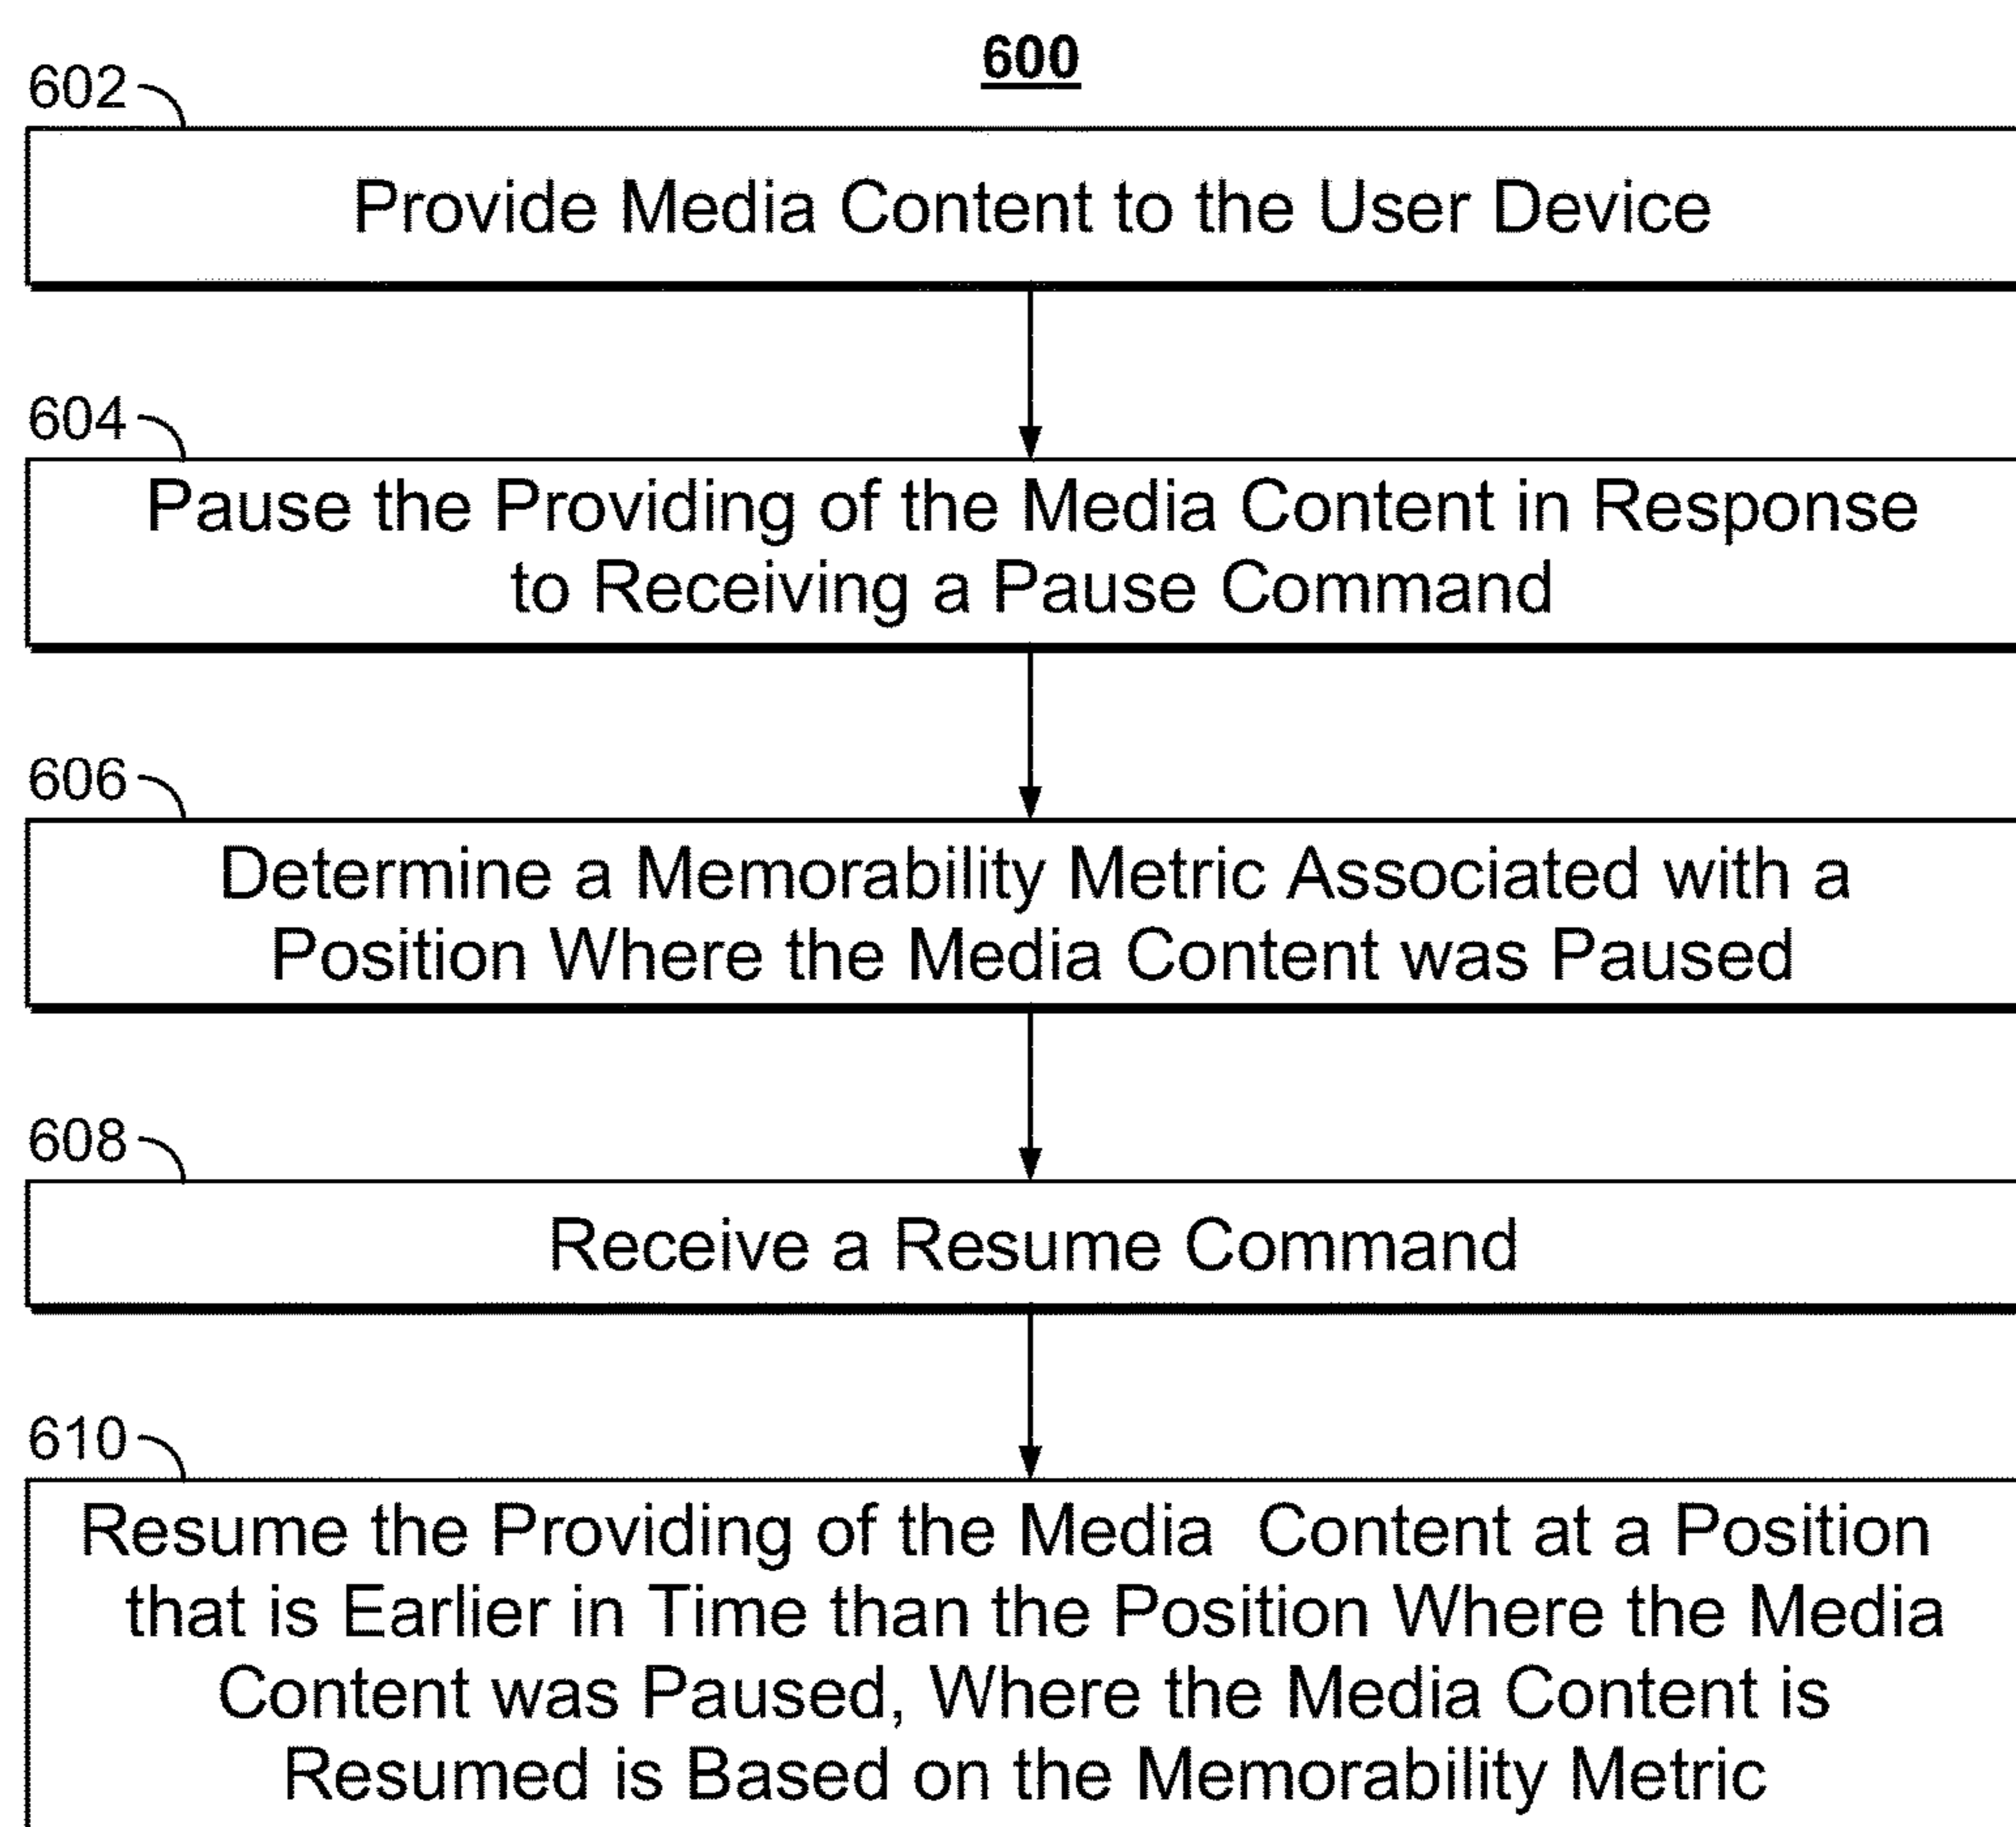 600
602
Provide Media Content to the User Device
604
Pause the Providing of the Media Content in Response
to Receiving a Pause Command
606
Determine a Memorability Metric Associated with a
Position Where the Media Content was Paused
608
Receive a Resume Command
610
Resume the Providing of the Media Content at a Position
that is Earlier in Time than the Position Where the Media
Content was Paused, Where the Media Content is
Resumed is Based on the Memorability Metric